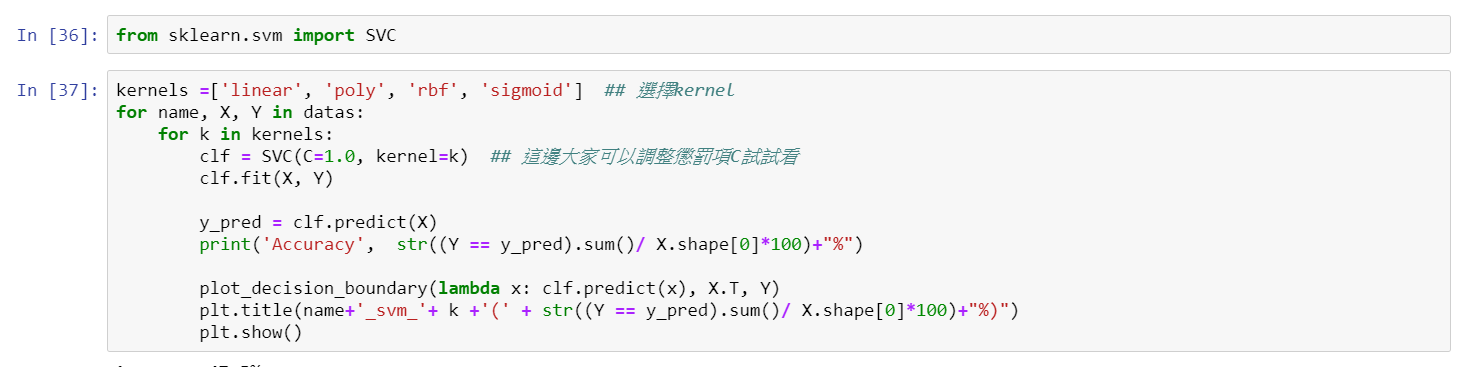 In [36]: from sklearn.svm import SVC
In [37]: kernels =['linear', 'poly', 'rbf', 'sigmoid']  ## 選擇kernel
for name, X, Y in datas:
    for k in kernels:
        clf = SVC(C=1.0, kernel=k)  ## 這邊大家可以調整懲罰項C試試看
        clf.fit(X, Y)
        y_pred = clf.predict(X)
        print('Accuracy',  str((Y == y_pred).sum()/ X.shape[0]*100)+"%")
        plot_decision_boundary(lambda x: clf.predict(x), X.T, Y)
        plt.title(name+'_svm_'+ k +'(' + str((Y == y_pred).sum()/ X.shape[0]*100)+"%)")
        plt.show()